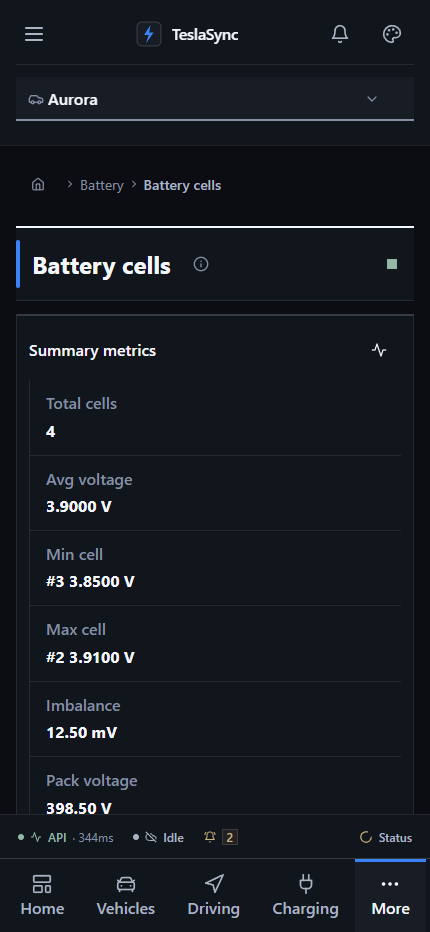 TeslaSync
Aurora
Battery
Battery cells
Battery cells
Summary metrics
Total cells
4
Avg voltage
3.9000 V
Min cell
#3 3.8500 V
Max cell
#2 3.9100 V
Imbalance
12.50 mV
Pack voltage
398.50 V
API · 344ms
Idle
2
Status
Home
Vehicles
Driving
Charging
More